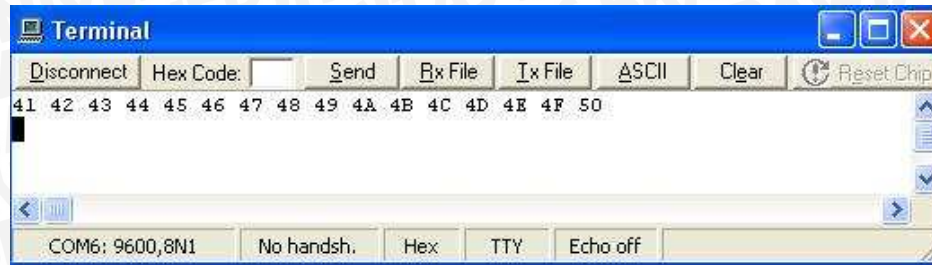 Terminal
Disconnect Hex Code: Send Rx File Tx File ASCII Clear Reset Chip
41 42 43 44 45 46 47 48 49 4A 4B 4C 4D 4E 4F 50
COM6: 9600,8N1 No handsh. Hex TTY Echo off